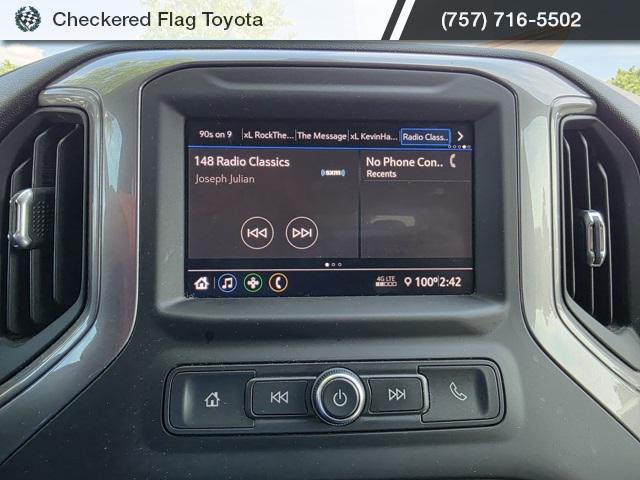 Checkered Flag Toyota
(757) 716-5502
90s on 9
xL RockThe...
The Message
xL KevinHa...
Radio Class..
148 Radio Classics
Joseph Julian
sxm
No Phone Con..
Recents
4G LTE
100° 2:42